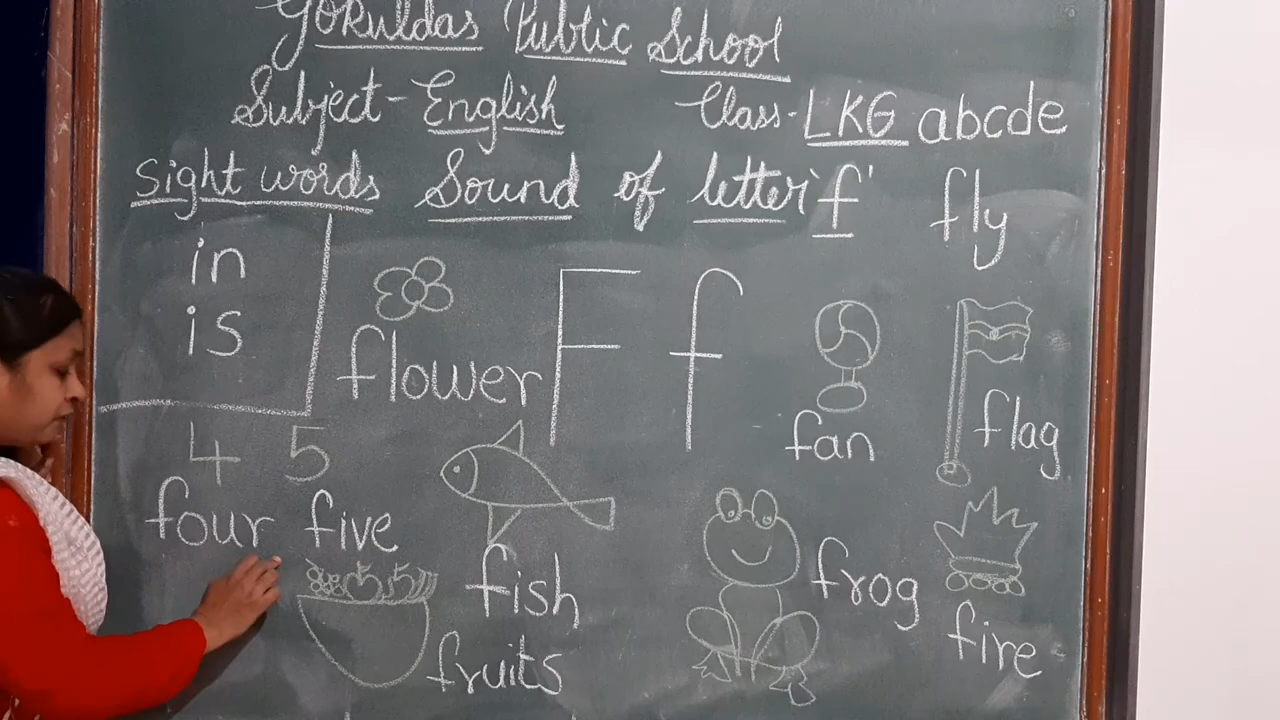 Gokuldas Public School
Subject - English Class - LKG abcde
Sight words Sound of letter 'f' fly
in
is
flower F f
fan
flag
4 5
four five
fish
frog
fire
fruits